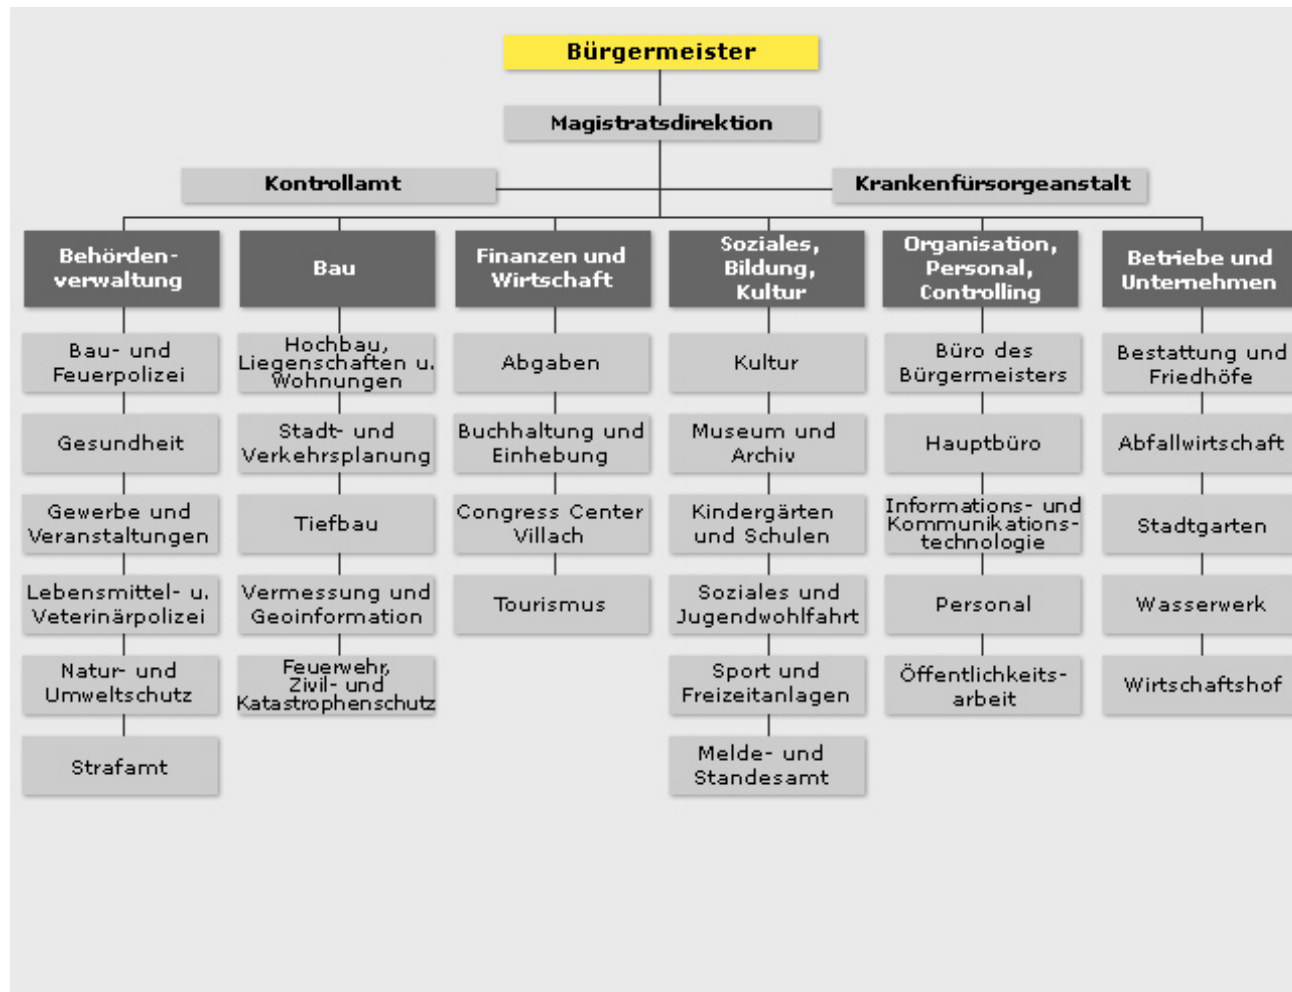 Bürgermeister
Magistratsdirektion
Kontrollamt
Krankenfürsorgeanstalt
Behörden-
verwaltung
Bau
Finanzen und
Wirtschaft
Soziales,
Bildung,
Kultur
Organisation,
Personal,
Controlling
Betriebe und
Unternehmen
Bau- und
Feuerpolizei
Hochbau,
Liegenschaften u.
Wohnungen
Abgaben
Kultur
Büro des
Bürgermeisters
Bestattung und
Friedhöfe
Gesundheit
Stadt- und
Verkehrsplanung
Buchhaltung und
Einhebung
Museum und
Archiv
Hauptbüro
Abfallwirtschaft
Gewerbe und
Veranstaltungen
Tiefbau
Congress Center
Villach
Kindergärten
und Schulen
Informations- und
Kommunikations-
technologie
Stadtgarten
Lebensmittel- u.
Veterinärpolizei
Vermessung und
Geoinformation
Tourismus
Soziales und
Jugendwohlfahrt
Personal
Wasserwerk
Natur- und
Umweltschutz
Feuerwehr,
Zivil- und
Katastrophenschutz
Sport und
Freizeitanlagen
Öffentlichkeits-
arbeit
Wirtschaftshof
Strafamt
Melde- und
Standesamt